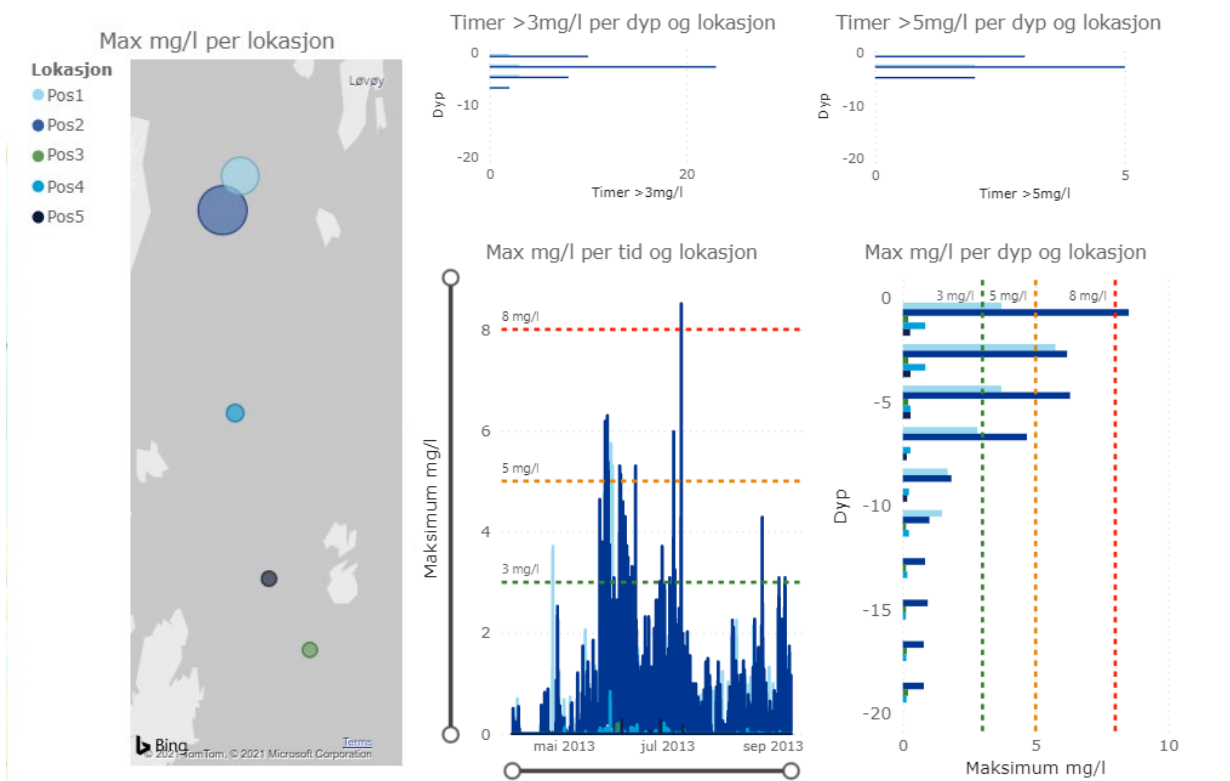 Max mg/l per lokasjon
Lokasjon
Pos1
Pos2
Pos3
Pos4
Pos5
Løvøy
Bing
© 2021 TomTom, © 2021 Microsoft Corporation
Terms
Timer >3mg/l per dyp og lokasjon
Dyp
0
-10
-20
0
20
Timer >3mg/l
Timer >5mg/l per dyp og lokasjon
Dyp
0
-10
-20
0
5
Timer >5mg/l
Max mg/l per tid og lokasjon
Maksimum mg/l
8
6
4
2
0
8 mg/l
5 mg/l
3 mg/l
mai 2013
jul 2013
sep 2013
Max mg/l per dyp og lokasjon
Dyp
0
-5
-10
-15
-20
3 mg/l
5 mg/l
8 mg/l
0
5
10
Maksimum mg/l